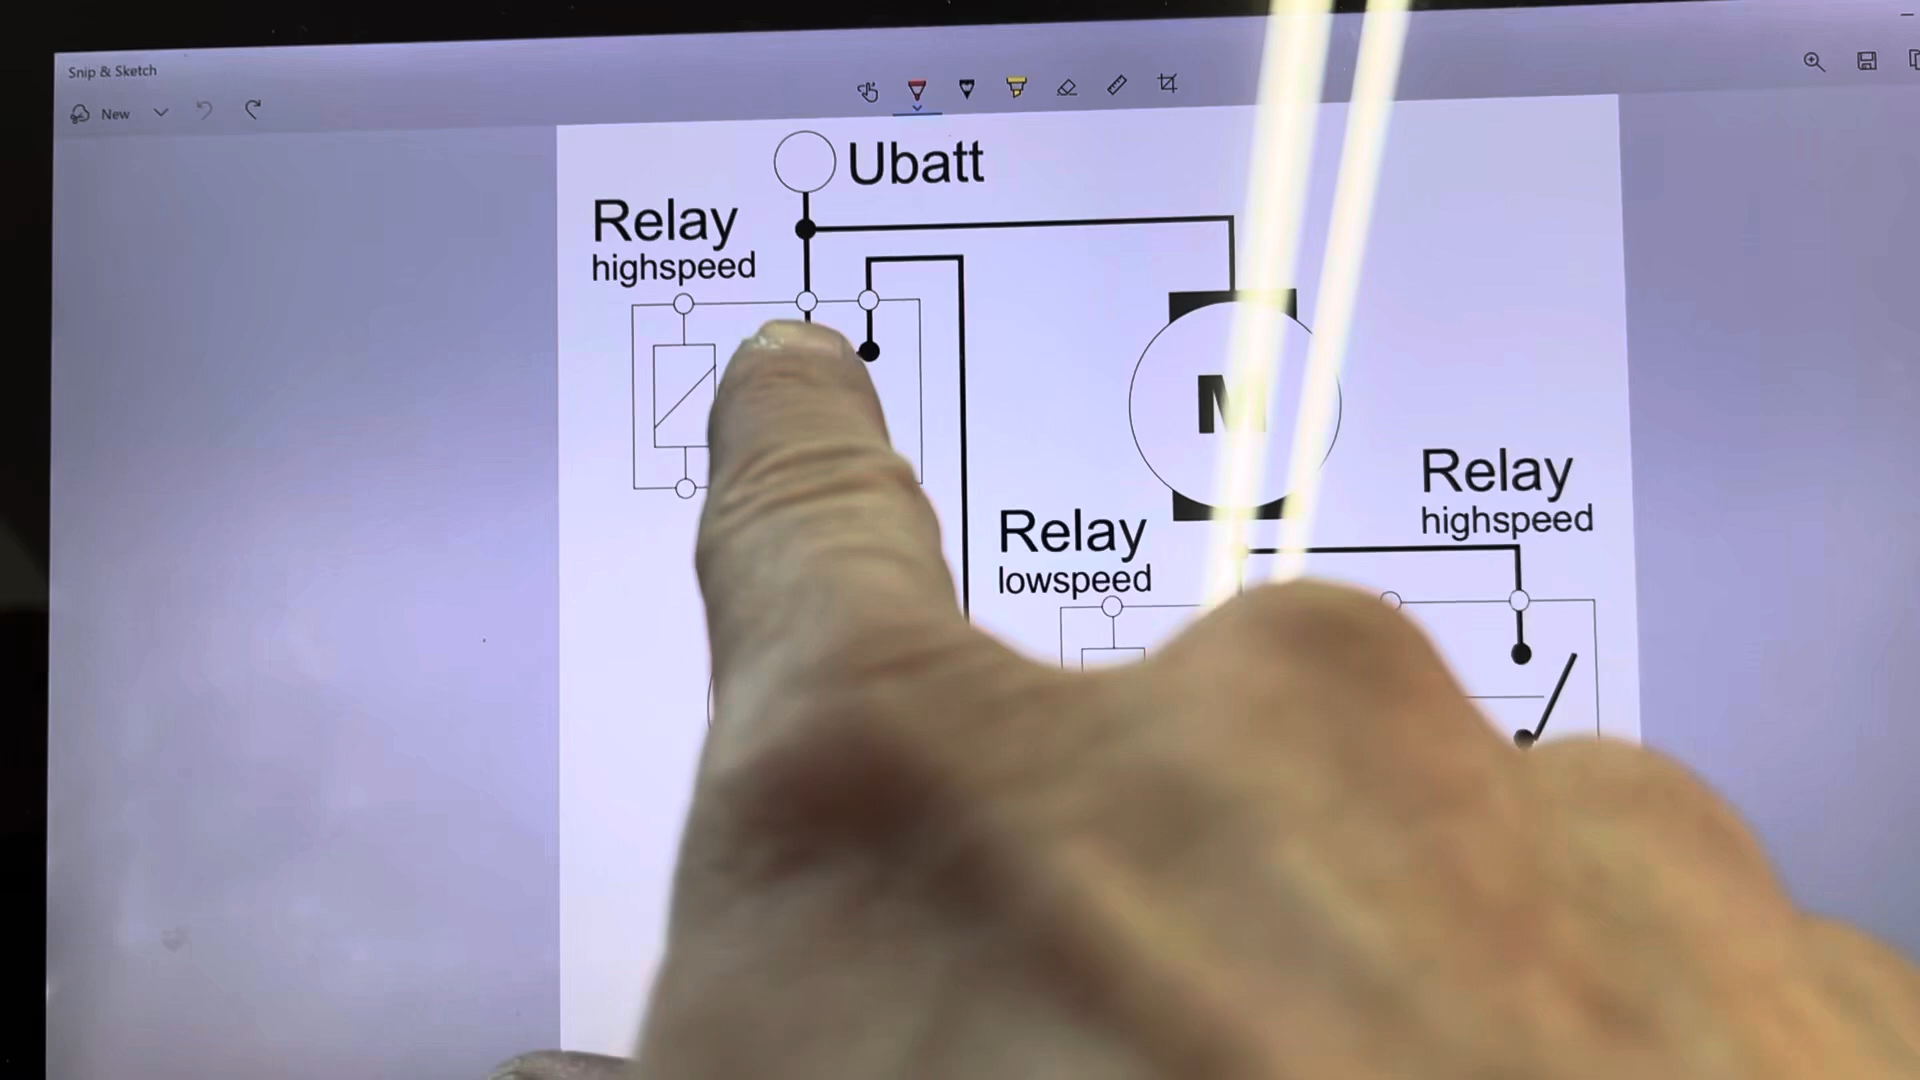 Snip & Sketch
New
Ubatt
Relay
highspeed
M
Relay
highspeed
Relay
lowspeed